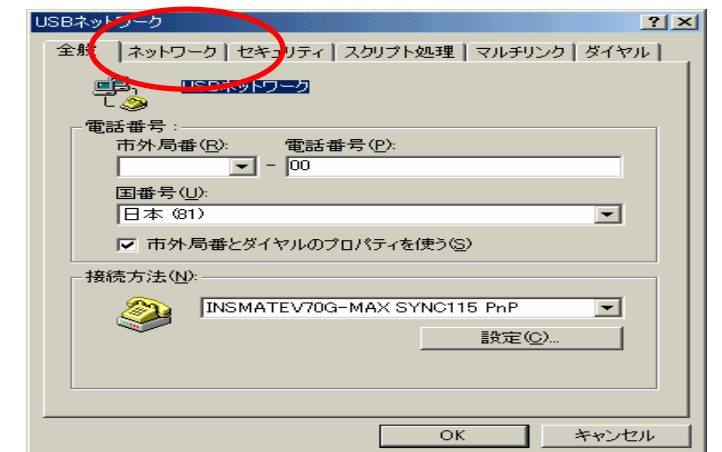 USBネットワーク
全般 ネットワーク セキュリティ スクリプト処理 マルチリンク ダイヤル
USBネットワーク
電話番号:
市外局番(R): 電話番号(P):
- 00
国番号(U):
日本 (81)
市外局番とダイヤルのプロパティを使う(S)
接続方法(N):
INSMATEV70G-MAX SYNC115 PnP
設定(C)...
OK キャンセル